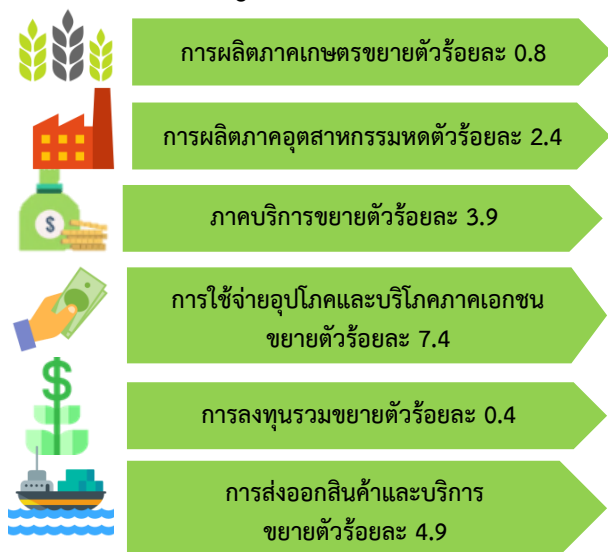 การผลิตภาคเกษตรขยายตัวร้อยละ 0.8
การผลิตภาคอุตสาหกรรมหดตัวร้อยละ 2.4
$
ภาคบริการขยายตัวร้อยละ 3.9
การใช้จ่ายอุปโภคและบริโภคภาคเอกชน
ขยายตัวร้อยละ 7.4
$
การลงทุนรวมขยายตัวร้อยละ 0.4
การส่งออกสินค้าและบริการ
ขยายตัวร้อยละ 4.9